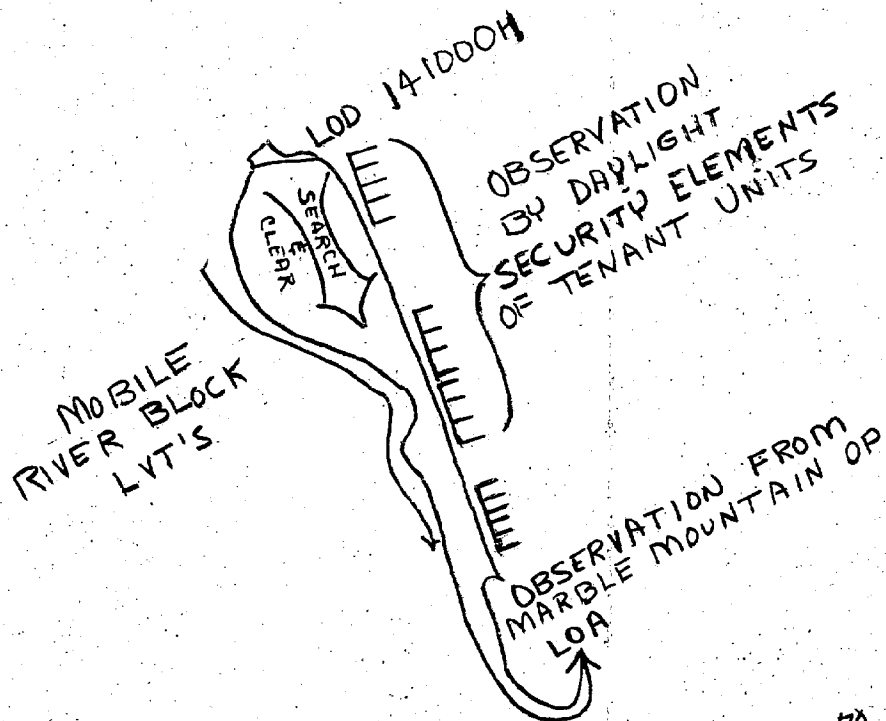 LOD 141000H
SEARCH
&
CLEAR
OBSERVATION
BY DAYLIGHT
SECURITY ELEMENTS
OF TENANT UNITS
MOBILE
RIVER BLOCK
LVT'S
OBSERVATION FROM
MARBLE MOUNTAIN OP
LOA